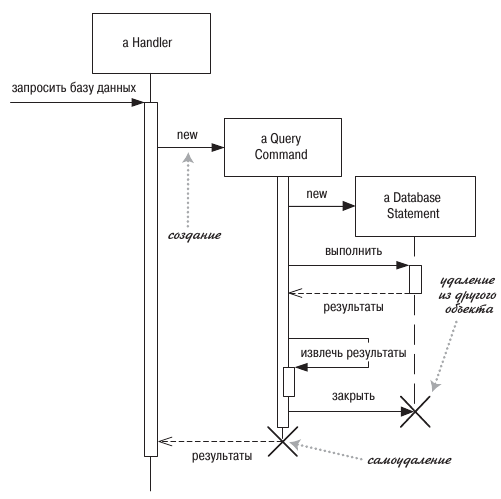 a Handler
запросить базу данных
new
a Query
Command
создание
new
a Database
Statement
выполнить
удаление
из другого
объекта
результаты
извлечь результаты
закрыть
результаты
самоудаление